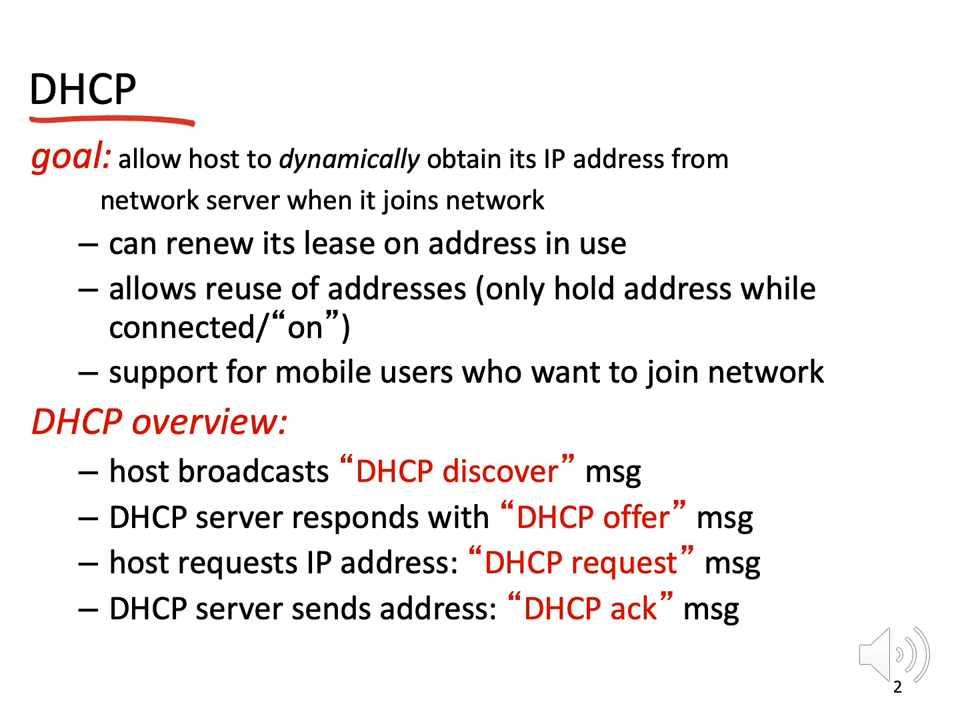 DHCP
goal: allow host to dynamically obtain its IP address from
network server when it joins network
– can renew its lease on address in use
– allows reuse of addresses (only hold address while
connected/“on”)
– support for mobile users who want to join network
DHCP overview:
– host broadcasts “DHCP discover” msg
– DHCP server responds with “DHCP offer” msg
– host requests IP address: “DHCP request” msg
– DHCP server sends address: “DHCP ack” msg
2